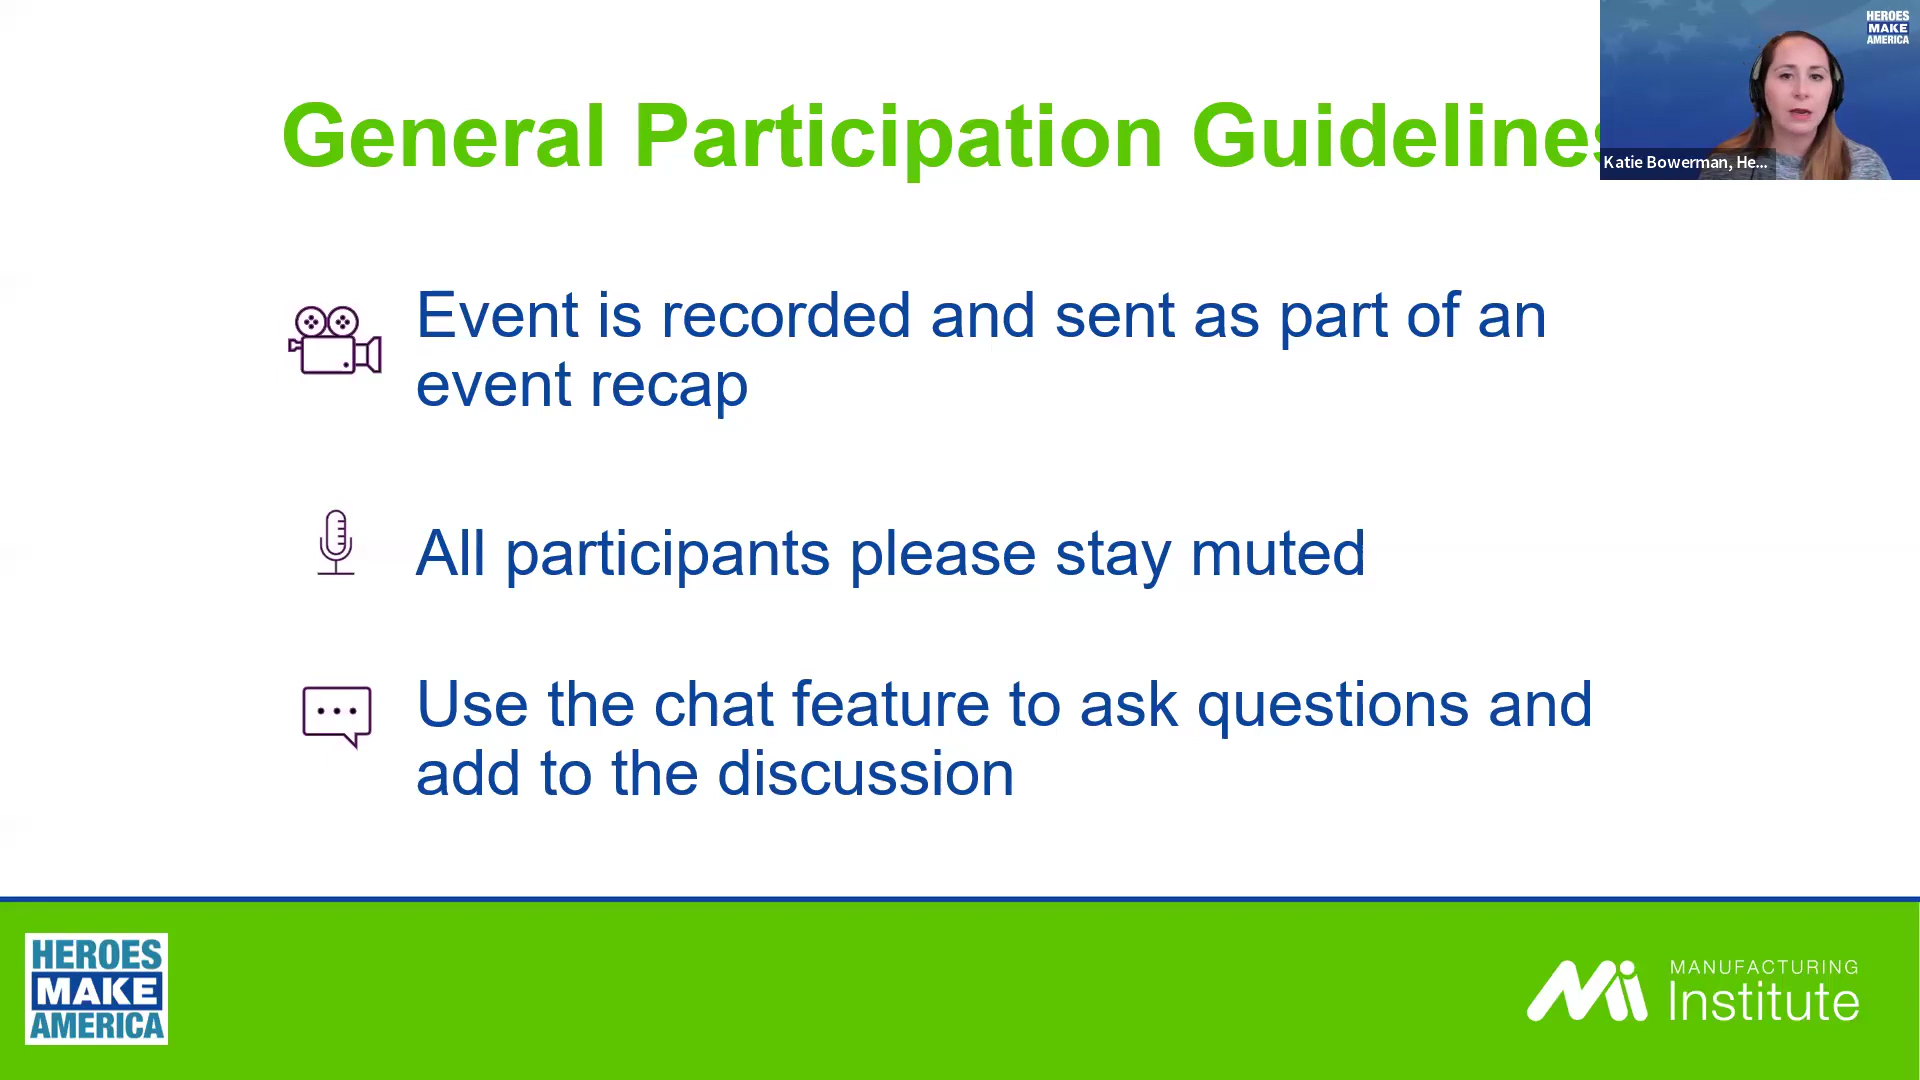 HEROES
MAKE
AMERICA
General Participation Guidelines
Katie Bowerman, He...
Event is recorded and sent as part of an
event recap
All participants please stay muted
Use the chat feature to ask questions and
add to the discussion
HEROES
MAKE
AMERICA
Mi
MANUFACTURING
Institute